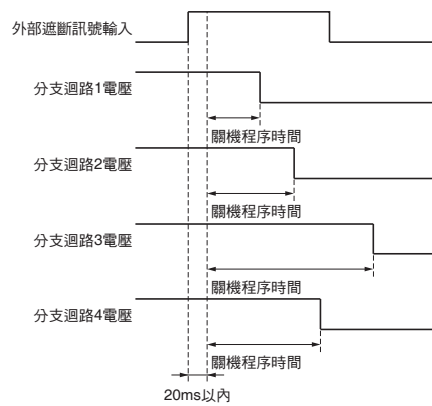 外部遮斷訊號輸入
分支迴路1電壓
關機程序時間
分支迴路2電壓
關機程序時間
分支迴路3電壓
關機程序時間
分支迴路4電壓
關機程序時間
20ms以內